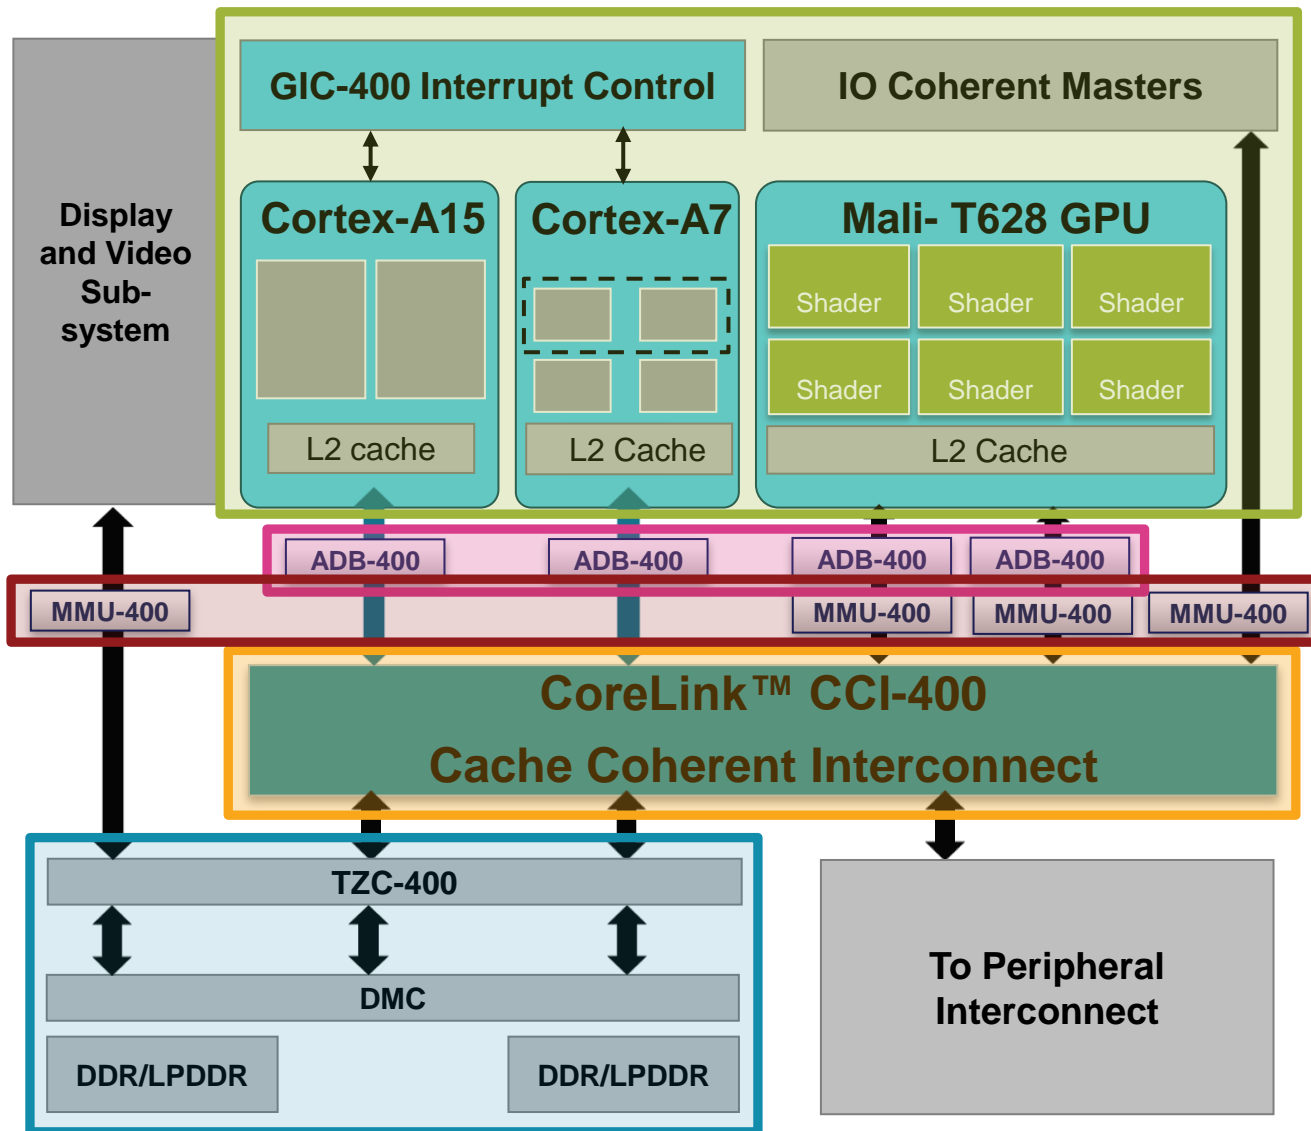 GIC-400 Interrupt Control
IO Coherent Masters
Display
and Video
Sub-
system
Cortex-A15
L2 cache
Cortex-A7
L2 Cache
Mali- T628 GPU
Shader
Shader
Shader
Shader
Shader
Shader
L2 Cache
ADB-400
ADB-400
ADB-400
ADB-400
MMU-400
MMU-400
MMU-400
MMU-400
CoreLink™ CCI-400
Cache Coherent Interconnect
TZC-400
DMC
DDR/LPDDR
DDR/LPDDR
To Peripheral
Interconnect